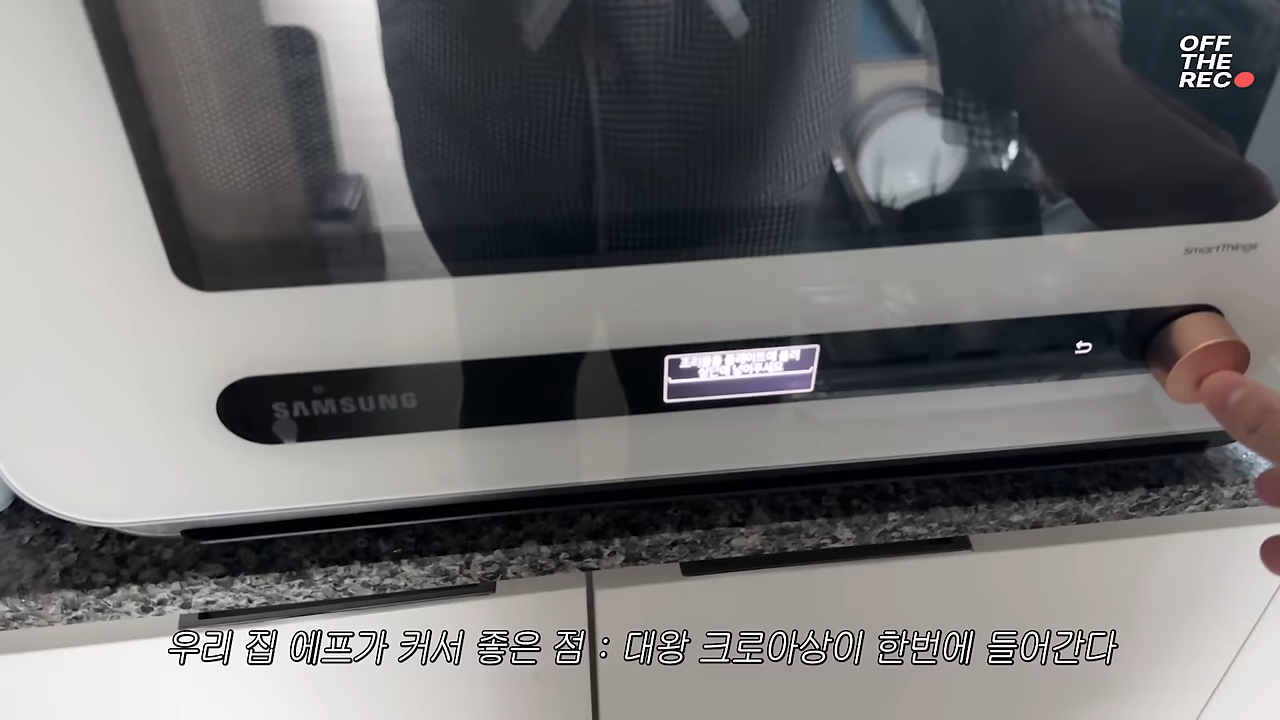 OFF
THE
REC
SmartThings
SAMSUNG
우리 집 에프가 커서 좋은 점 : 대왕 크로아상이 한번에 들어간다